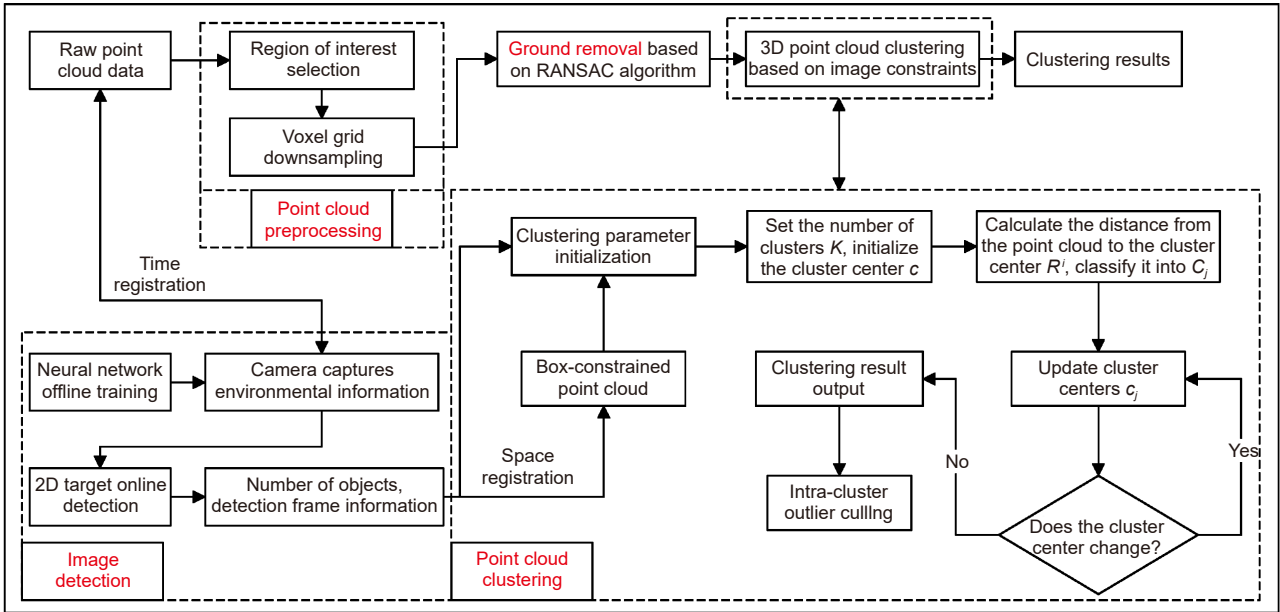 Raw point
cloud data
Region of interest
selection
Voxel grid
downsampling
Point cloud
preprocessing
Ground removal based
on RANSAC algorithm
3D point cloud clustering
based on image constraints
Clustering results
Time
registration
Neural network
offline training
Camera captures
environmental information
2D target online
detection
Number of objects,
detection frame information
Image
detection
Clustering parameter
initialization
Set the number of
clusters K, initialize
the cluster center c
Calculate the distance from
the point cloud to the cluster
center Rⁱ, classify it into Cⱼ
Box-constrained
point cloud
Space
registration
Clustering result
output
Update cluster
centers cⱼ
No
Yes
Intra-cluster
outlier cullng
Does the cluster
center change?
Point cloud
clustering